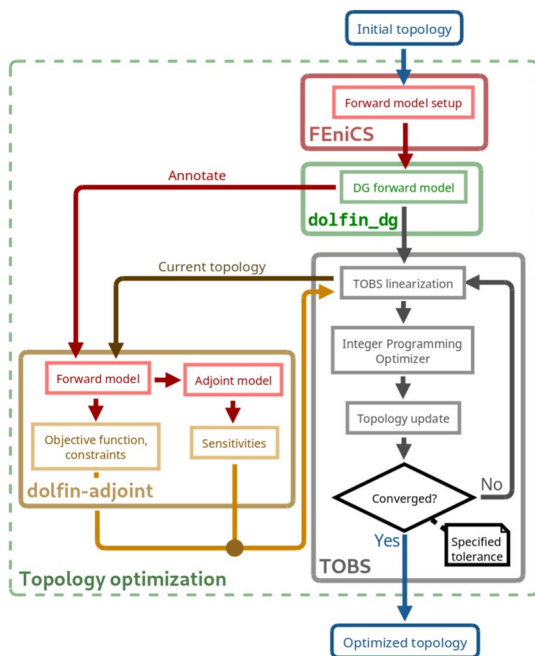 Initial topology
Forward model setup
FEniCS
Annotate
DG forward model
dolfin_dg
Current topology
TOBS linearization
Integer Programming
Optimizer
Forward model
Adjoint model
Topology update
Objective function,
constraints
Sensitivities
dolfin-adjoint
Converged?
No
Yes
Specified
tolerance
TOBS
Topology optimization
Optimized topology